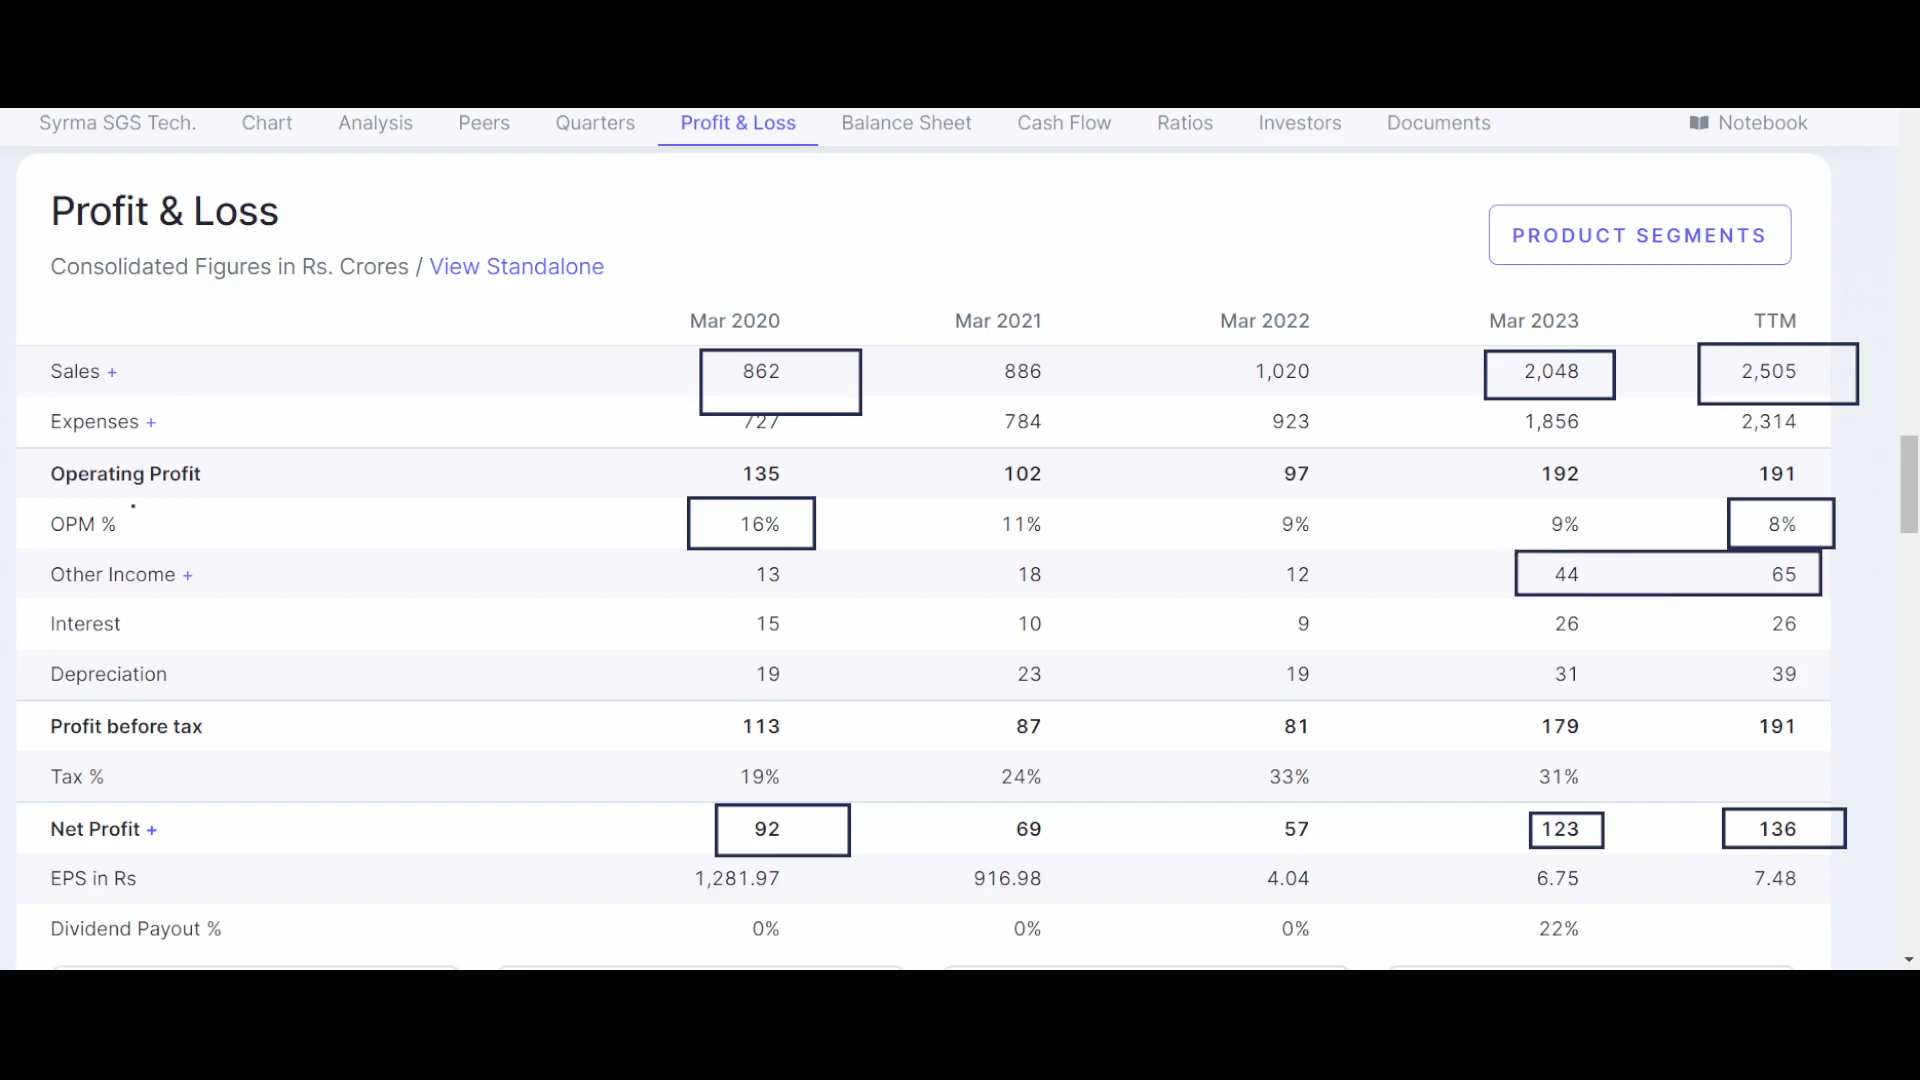 Syrma SGS Tech. Chart Analysis Peers Quarters Profit & Loss Balance Sheet Cash Flow Ratios Investors Documents Notebook
Profit & Loss
PRODUCT SEGMENTS
Consolidated Figures in Rs. Crores / View Standalone
Mar 2020 Mar 2021 Mar 2022 Mar 2023 TTM
Sales + 862 886 1,020 2,048 2,505
Expenses + 727 784 923 1,856 2,314
Operating Profit 135 102 97 192 191
OPM % 16% 11% 9% 9% 8%
Other Income + 13 18 12 44 65
Interest 15 10 9 26 26
Depreciation 19 23 19 31 39
Profit before tax 113 87 81 179 191
Tax % 19% 24% 33% 31%
Net Profit + 92 69 57 123 136
EPS in Rs 1,281.97 916.98 4.04 6.75 7.48
Dividend Payout % 0% 0% 0% 22%